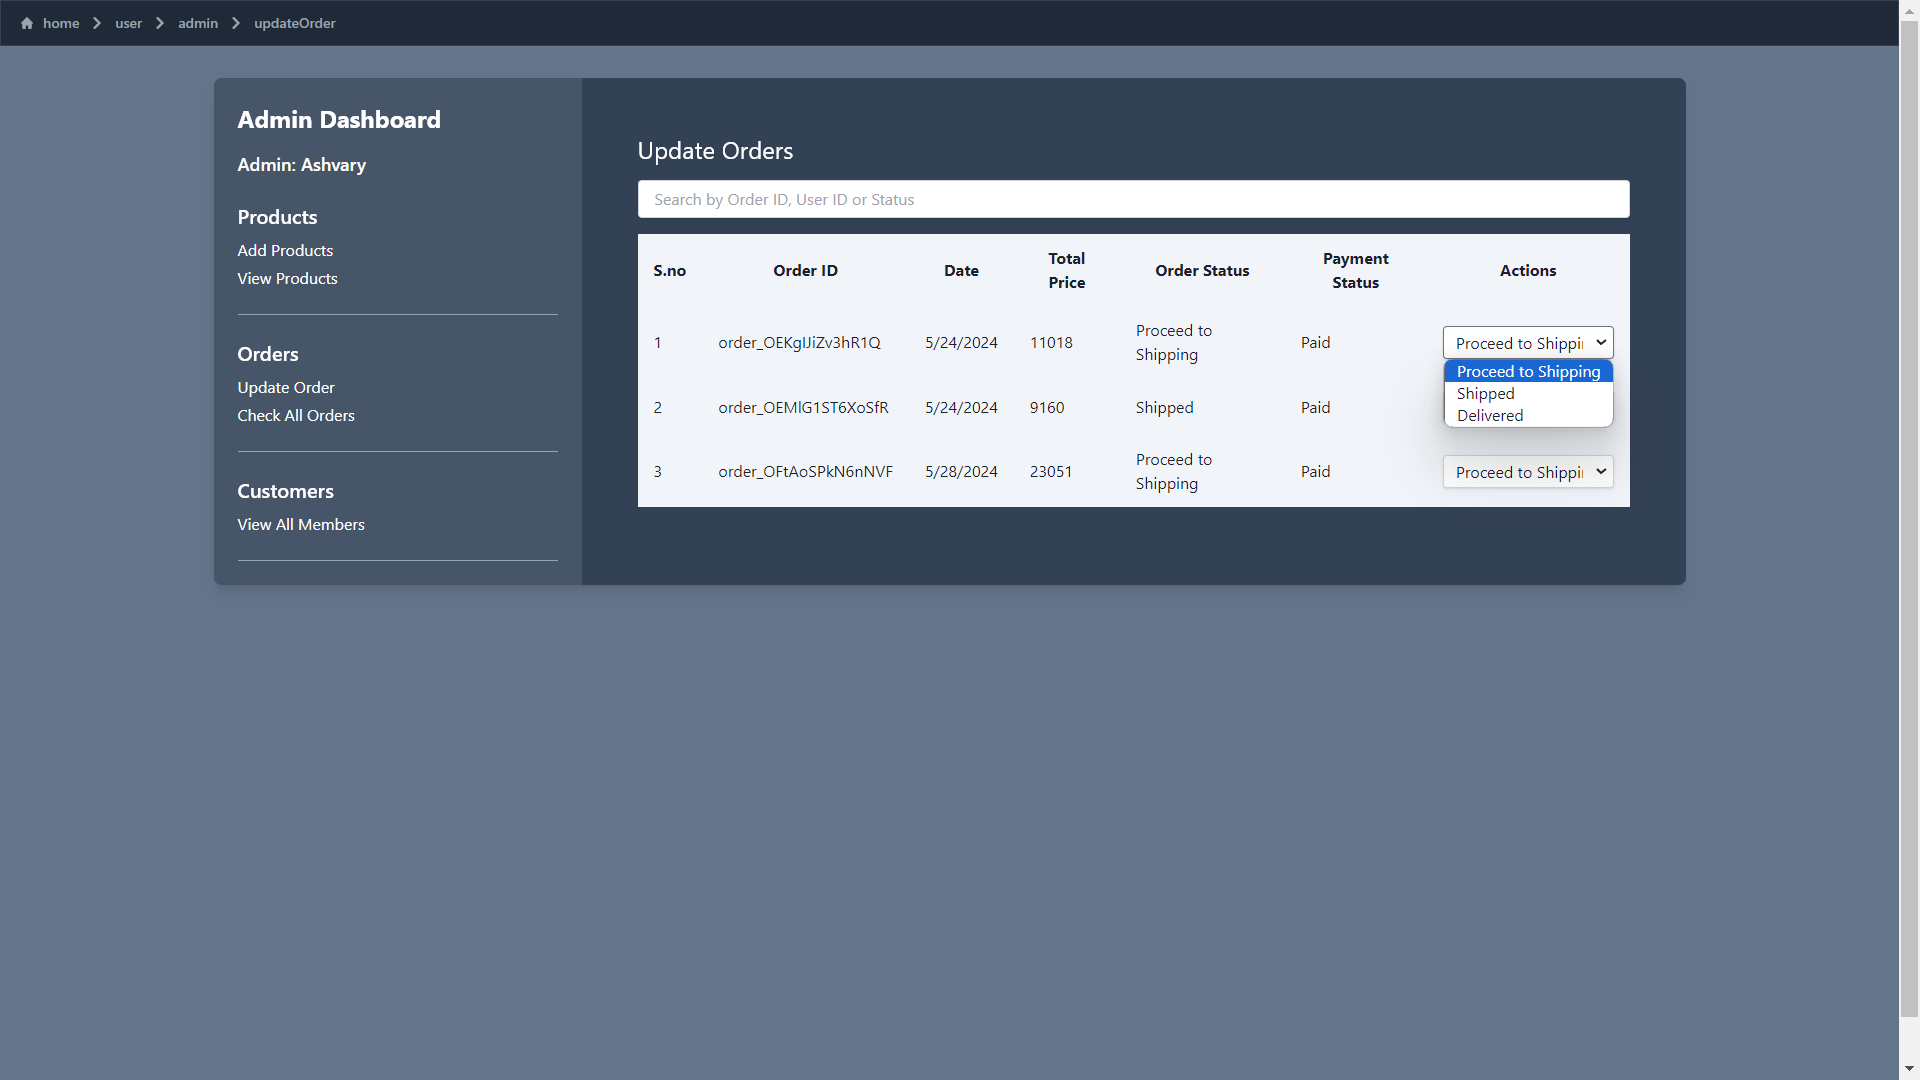 home user admin updateOrder
Admin Dashboard
Admin: Ashvary
Products
Add Products
View Products
Orders
Update Order
Check All Orders
Customers
View All Members
Update Orders
Search by Order ID, User ID or Status
S.no Order ID Date Total Price Order Status Payment Status Actions
1 order_OEKgIJiZv3hR1Q 5/24/2024 11018 Proceed to Shipping Paid Proceed to Shippin
Proceed to Shipping
Shipped
Delivered
2 order_OEMlG1ST6XoSfR 5/24/2024 9160 Shipped Paid
3 order_OFtAoSPkN6nNVF 5/28/2024 23051 Proceed to Shipping Paid Proceed to Shippin